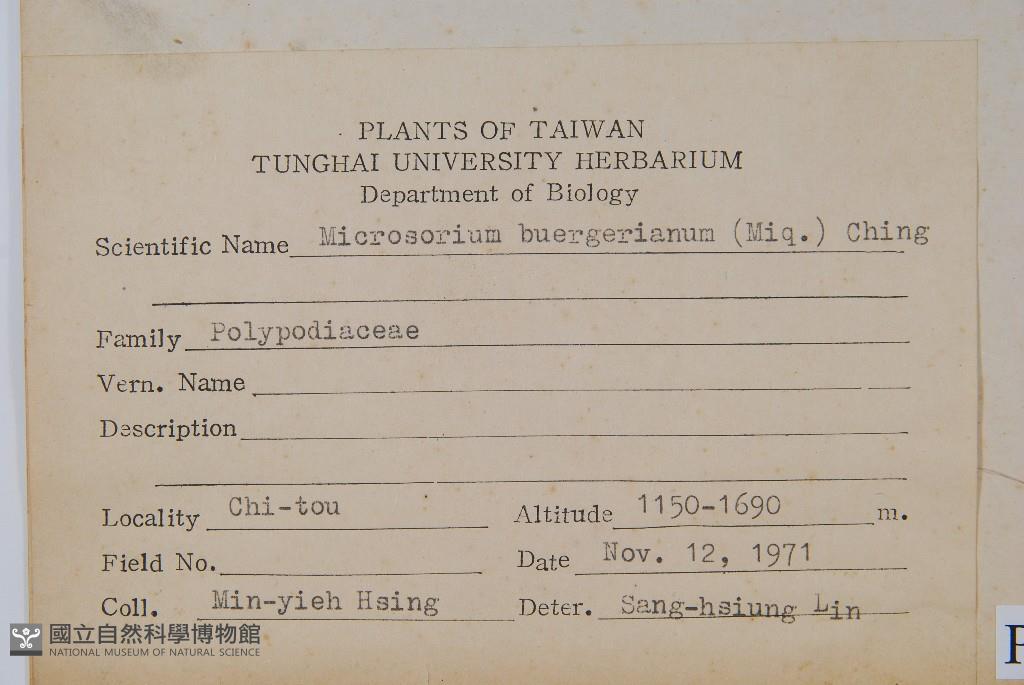 PLANTS OF TAIWAN
TUNGHAI UNIVERSITY HERBARIUM
Department of Biology
Scientific Name Microsorium buergerianum (Miq.) Ching
Family Polypodiaceae
Vern. Name
Description
Locality Chi-tou Altitude 1150-1690 m.
Field No. Date Nov. 12, 1971
Coll. Min-yieh Hsing Deter. Sang-hsiung Lin
國立自然科學博物館
NATIONAL MUSEUM OF NATURAL SCIENCE